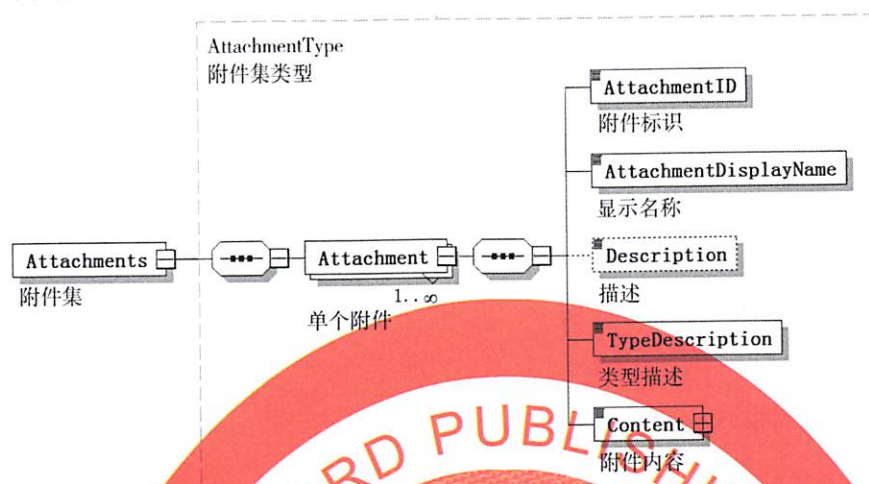 AttachmentType
附件集类型
AttachmentID
附件标识
AttachmentDisplayName
显示名称
Attachments
附件集
Attachment
1..∞
单个附件
Description
描述
TypeDescription
类型描述
Content
附件内容
RD PUBLISHI